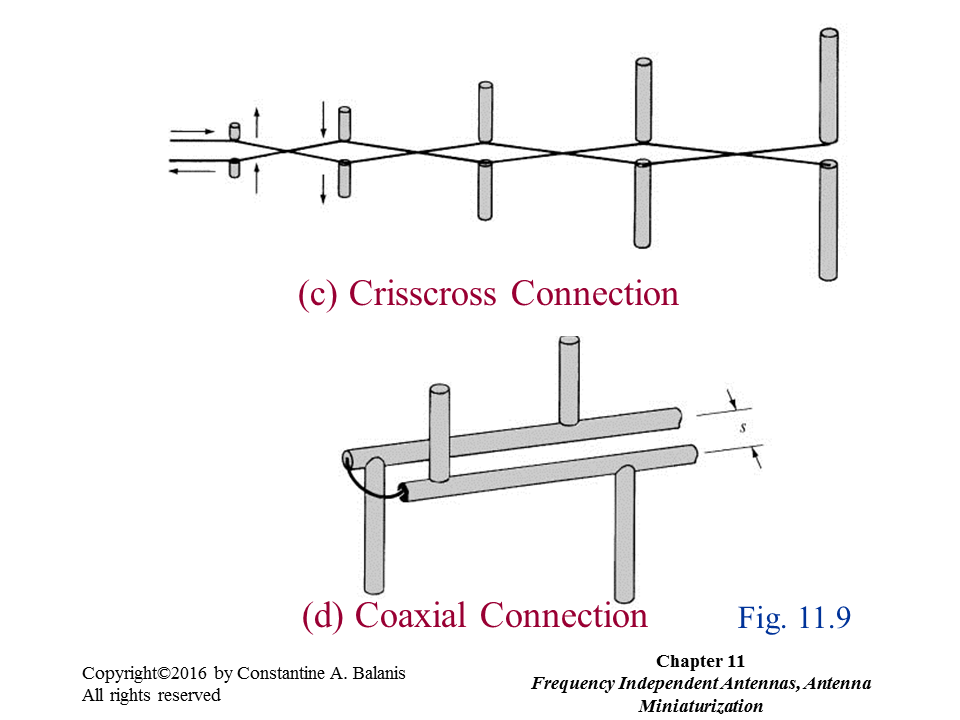 (c) Crisscross Connection
s
(d) Coaxial Connection
Fig. 11.9
Copyright©2016 by Constantine A. Balanis
All rights reserved
Chapter 11
Frequency Independent Antennas, Antenna
Miniaturization